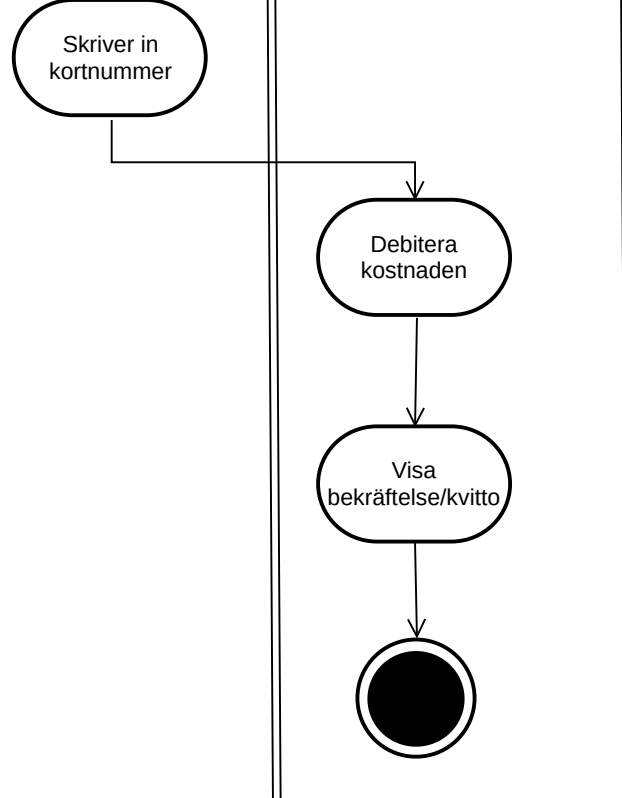 Skriver in
kortnummer
Debitera
kostnaden
Visa
bekräftelse/kvitto